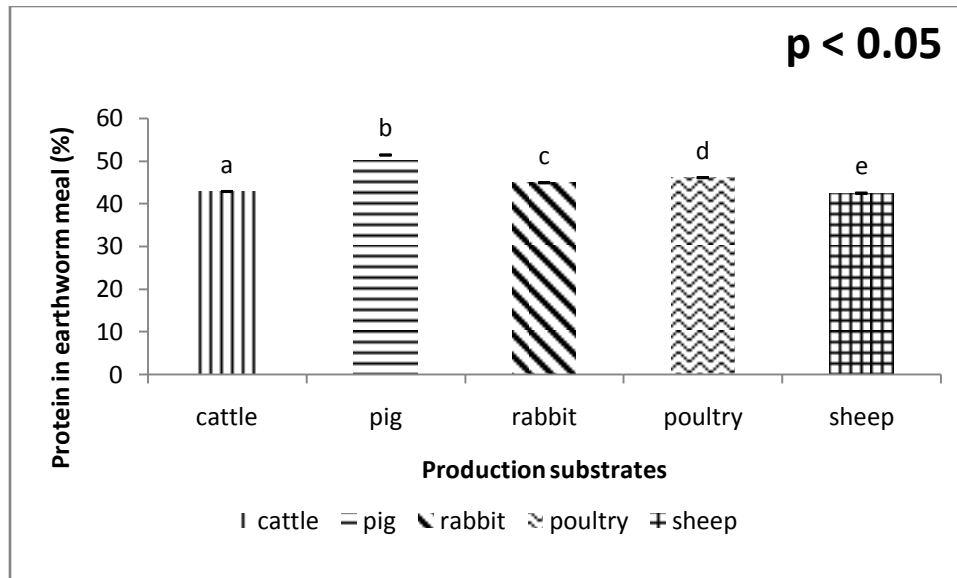 p < 0.05
Protein in earthworm meal (%)
60
50
40
30
20
10
0
a
b
c
d
e
cattle pig rabbit poultry sheep
Production substrates
cattle pig rabbit poultry sheep